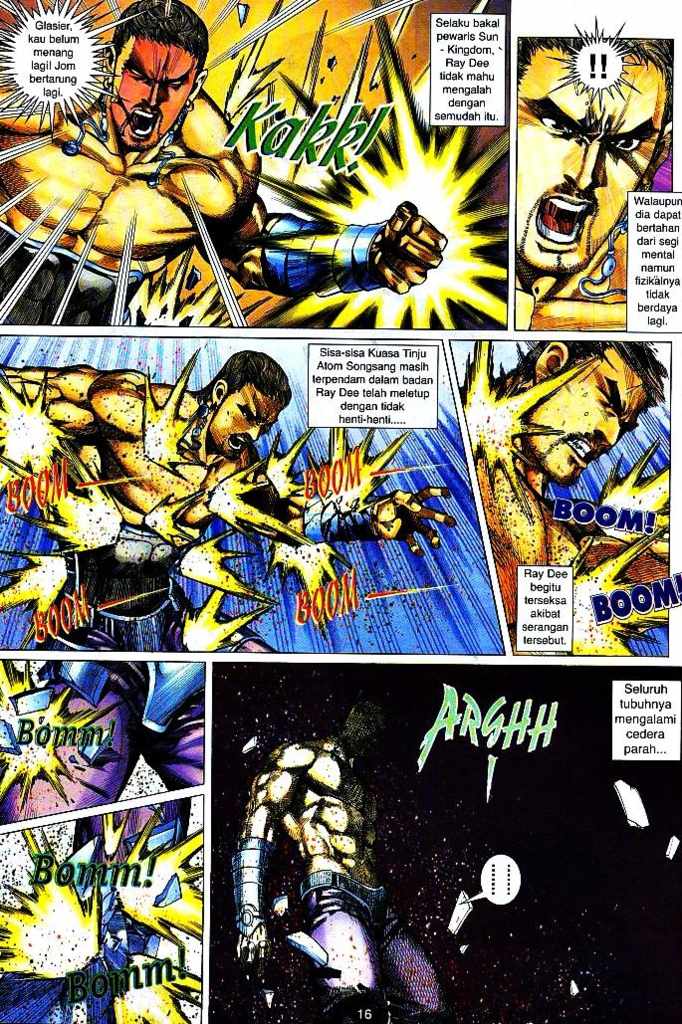 Glasier,
kau belum
menang
lagi! Jom
bertarung
lagi.
Kakk!
Selaku bakal
pewaris Sun
- Kingdom,
Ray Dee
tidak mahu
mengalah
dengan
semudah itu.
!!
Walaupun
dia dapat
bertahan
dari segi
mental
namun
fizikalnya
tidak
berdaya
lagi.
Sisa-sisa Kuasa Tinju
Atom Songsang masih
terpendam dalam badan
Ray Dee telah meletup
dengan tidak
henti-henti.....
BOOM
BOOM
BOOM
BOOM
BOOM!
BOOM!
Ray Dee
begitu
terseksa
akibat
serangan
tersebut.
Bomm!
Bomm!
Bomm!
ARGHH
!
Seluruh
tubuhnya
mengalami
cedera
parah...
16